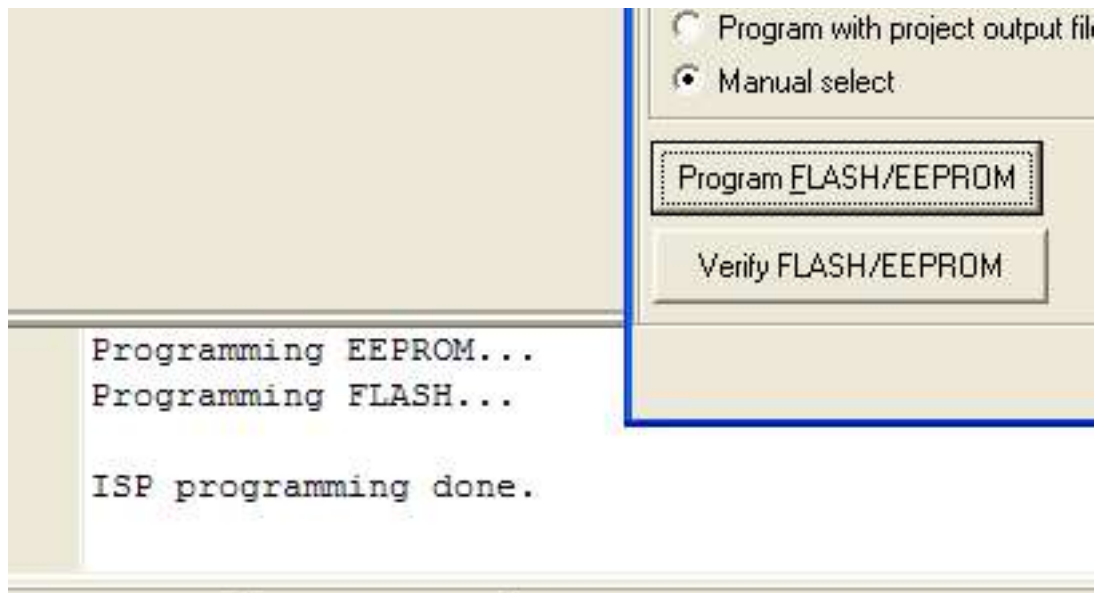 Program with project output file
Manual select
Program FLASH/EEPROM
Verify FLASH/EEPROM
Programming EEPROM...
Programming FLASH...
ISP programming done.